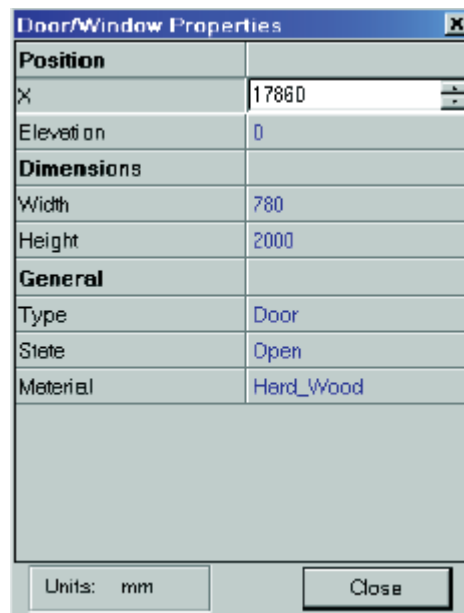 Door/Window Properties
Position
X 17860
Elevation 0
Dimensions
Width 780
Height 2000
General
Type Door
State Open
Material Hard_Wood
Units: mm Close